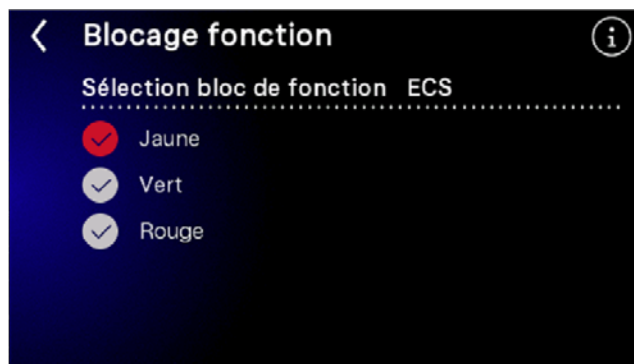 Blocage fonction
Sélection bloc de fonction ECS
Jaune
Vert
Rouge